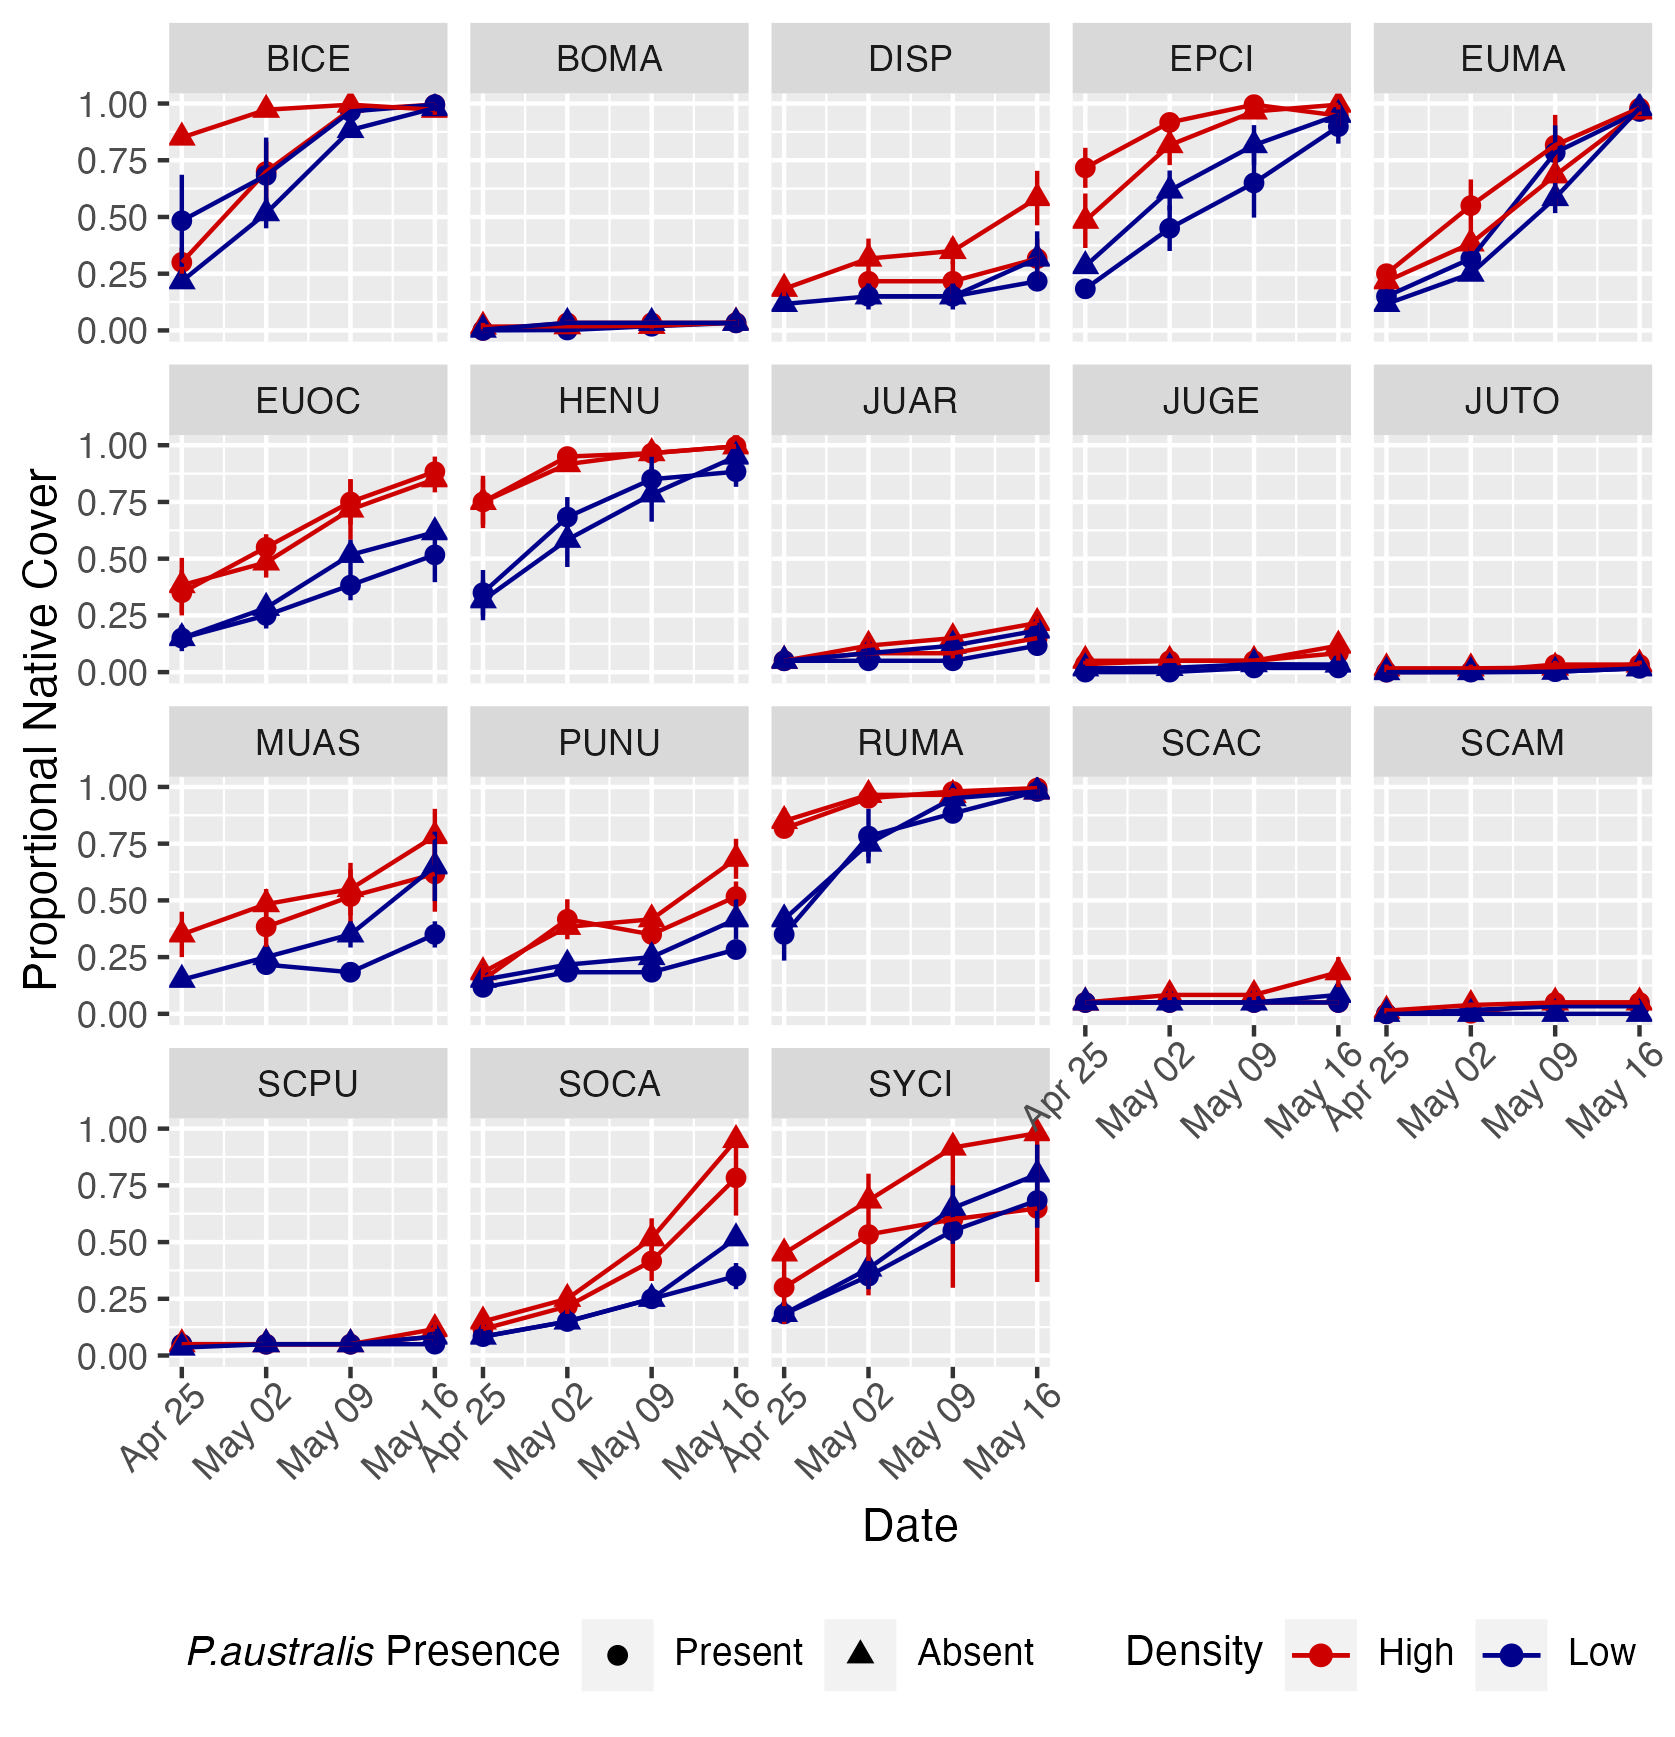 BICE BOMA DISP EPCI EUMA
1.00
0.75
0.50
0.25
0.00
EUOC HENU JUAR JUGE JUTO
1.00
0.75
0.50
0.25
0.00
MUAS PUNU RUMA SCAC SCAM
1.00
0.75
0.50
0.25
0.00
Apr 25 May 02 May 09 May 16 Apr 25 May 02 May 09 May 16
SCPU SOCA SYCI
1.00
0.75
0.50
0.25
0.00
Apr 25 May 02 May 09 May 16 Apr 25 May 02 May 09 May 16 Apr 25 May 02 May 09 May 16
Proportional Native Cover
Date
P.australis Presence Present Absent Density High Low